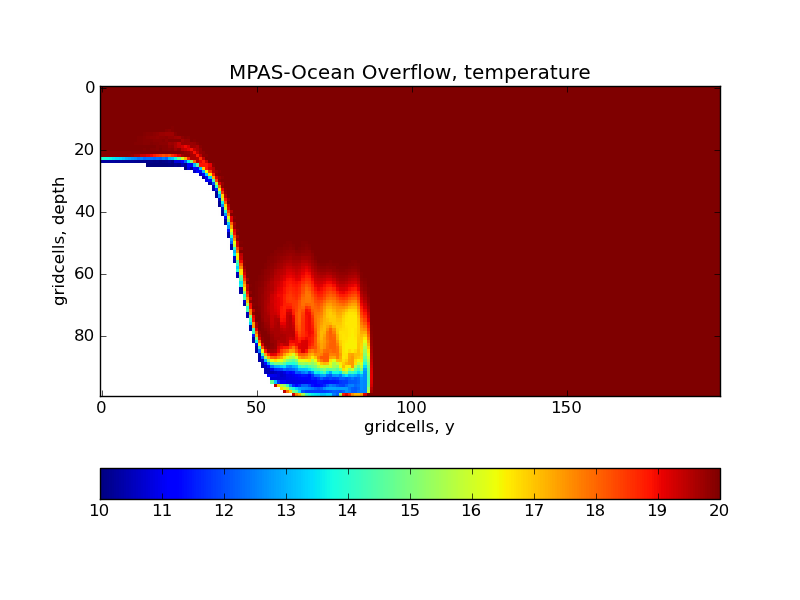 MPAS-Ocean Overflow, temperature
0
20
40
60
80
gridcells, depth
0 50 100 150
gridcells, y
10 11 12 13 14 15 16 17 18 19 20